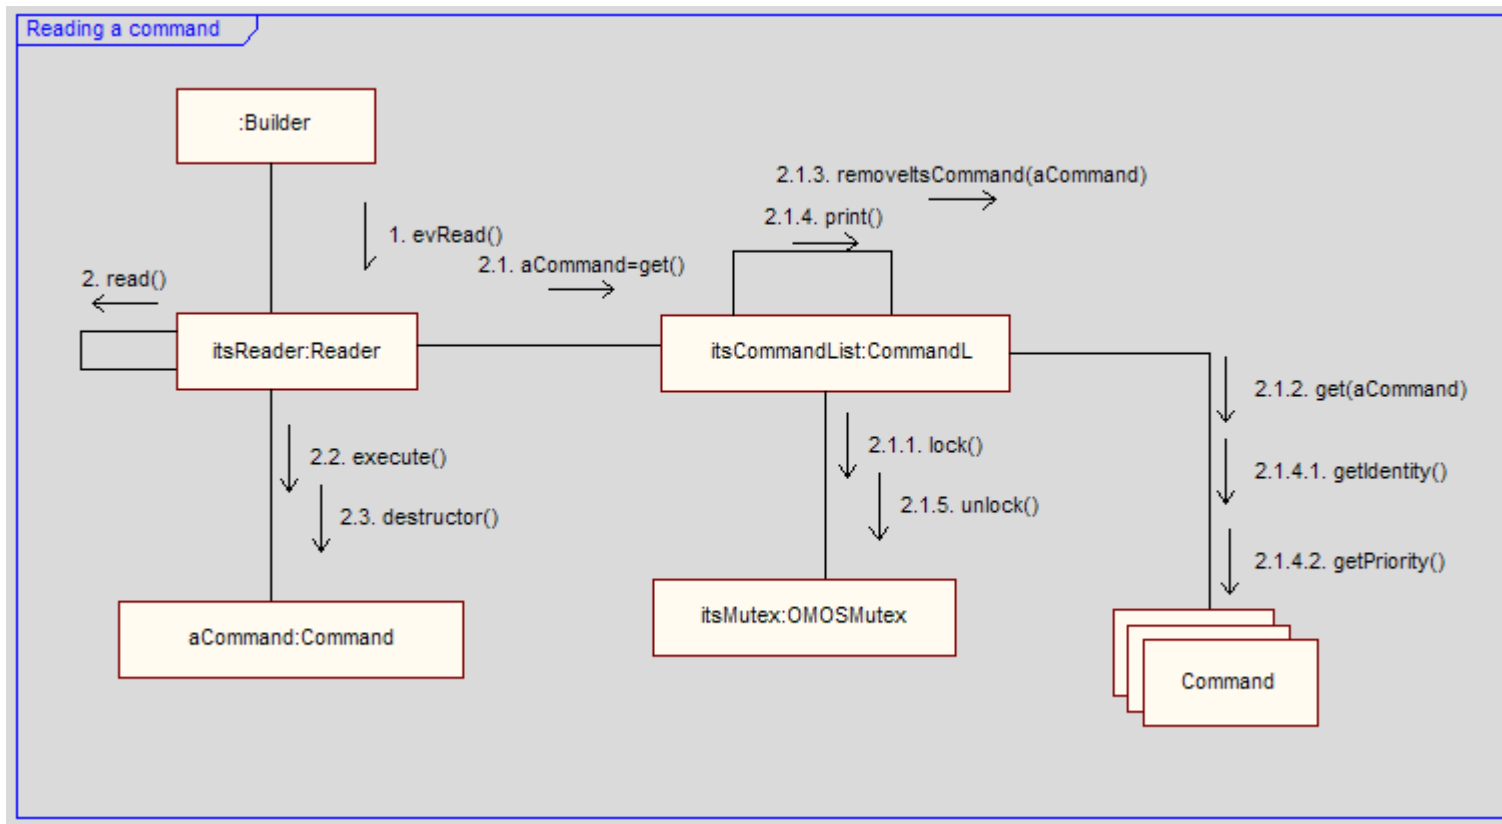 Reading a command
:Builder
2.1.3. removeItsCommand(aCommand)
2.1.4. print()
1. evRead()
2.1. aCommand=get()
2. read()
itsReader:Reader
itsCommandList:CommandL
2.1.2. get(aCommand)
2.2. execute()
2.1.1. lock()
2.1.4.1. getIdentity()
2.3. destructor()
2.1.5. unlock()
2.1.4.2. getPriority()
aCommand:Command
itsMutex:OMOSMutex
Command